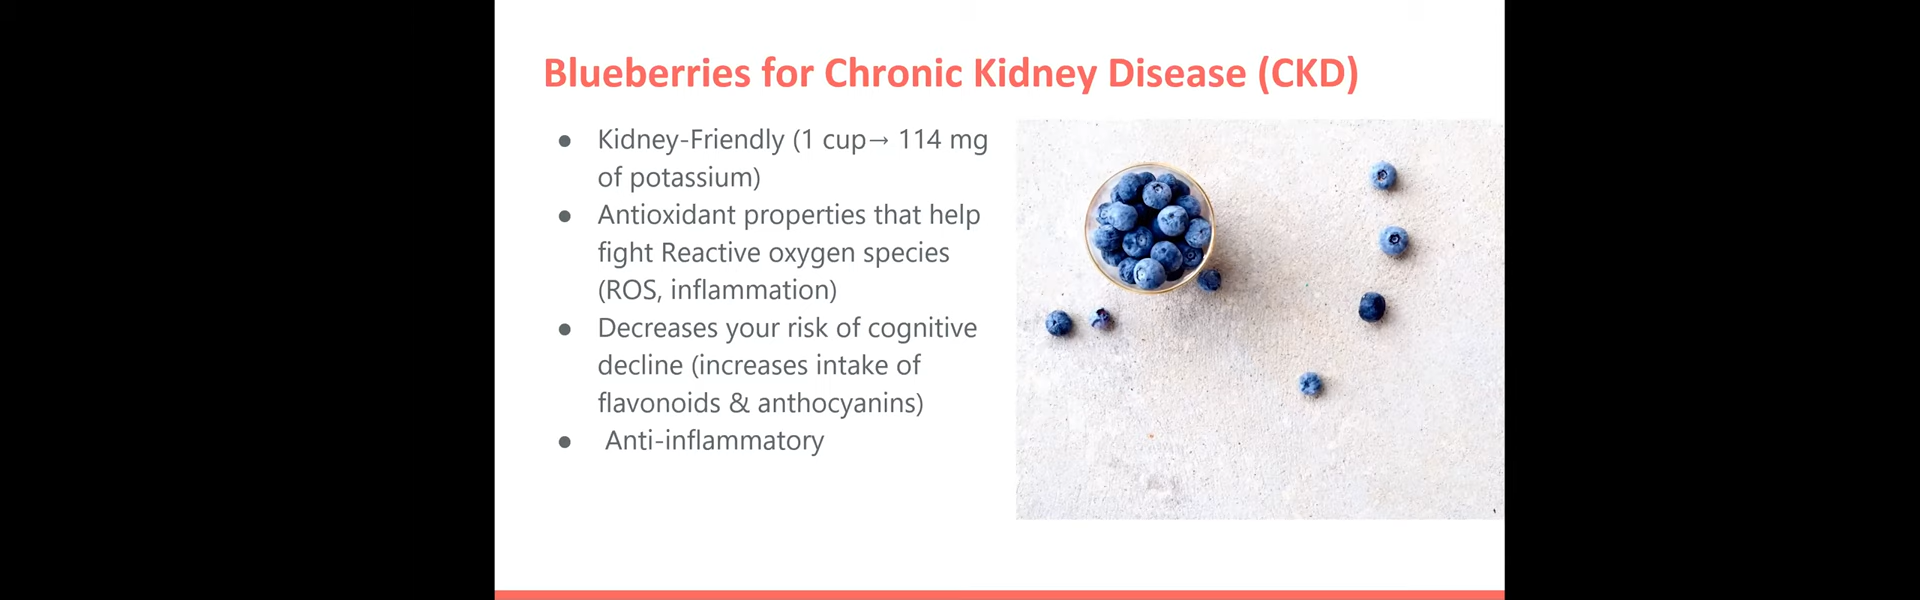 Blueberries for Chronic Kidney Disease (CKD)
● Kidney-Friendly (1 cup→ 114 mg
of potassium)
● Antioxidant properties that help
fight Reactive oxygen species
(ROS, inflammation)
● Decreases your risk of cognitive
decline (increases intake of
flavonoids & anthocyanins)
● Anti-inflammatory